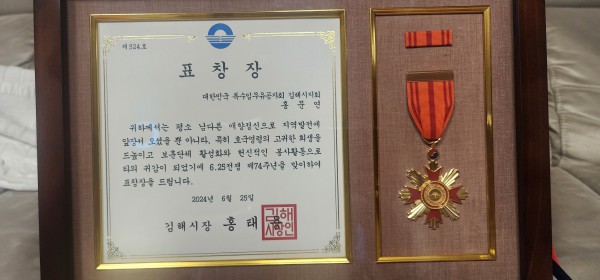 제 524 호
표 창 장
대한민국 특수임무유공자회 김해시지회
홍 문 연
귀하께서는 평소 남다른 애향정신으로 지역발전에
앞장서 오셨을 뿐 아니라, 특히 호국영령의 고귀한 희생을
드높이고 보훈단체 활성화와 헌신적인 봉사활동으로
타의 귀감이 되었기에 6.25전쟁 제74주년을 맞이하여
표창장을 드립니다.
2024년 6월 25일
김해시장 홍 태 용
김해
시장인